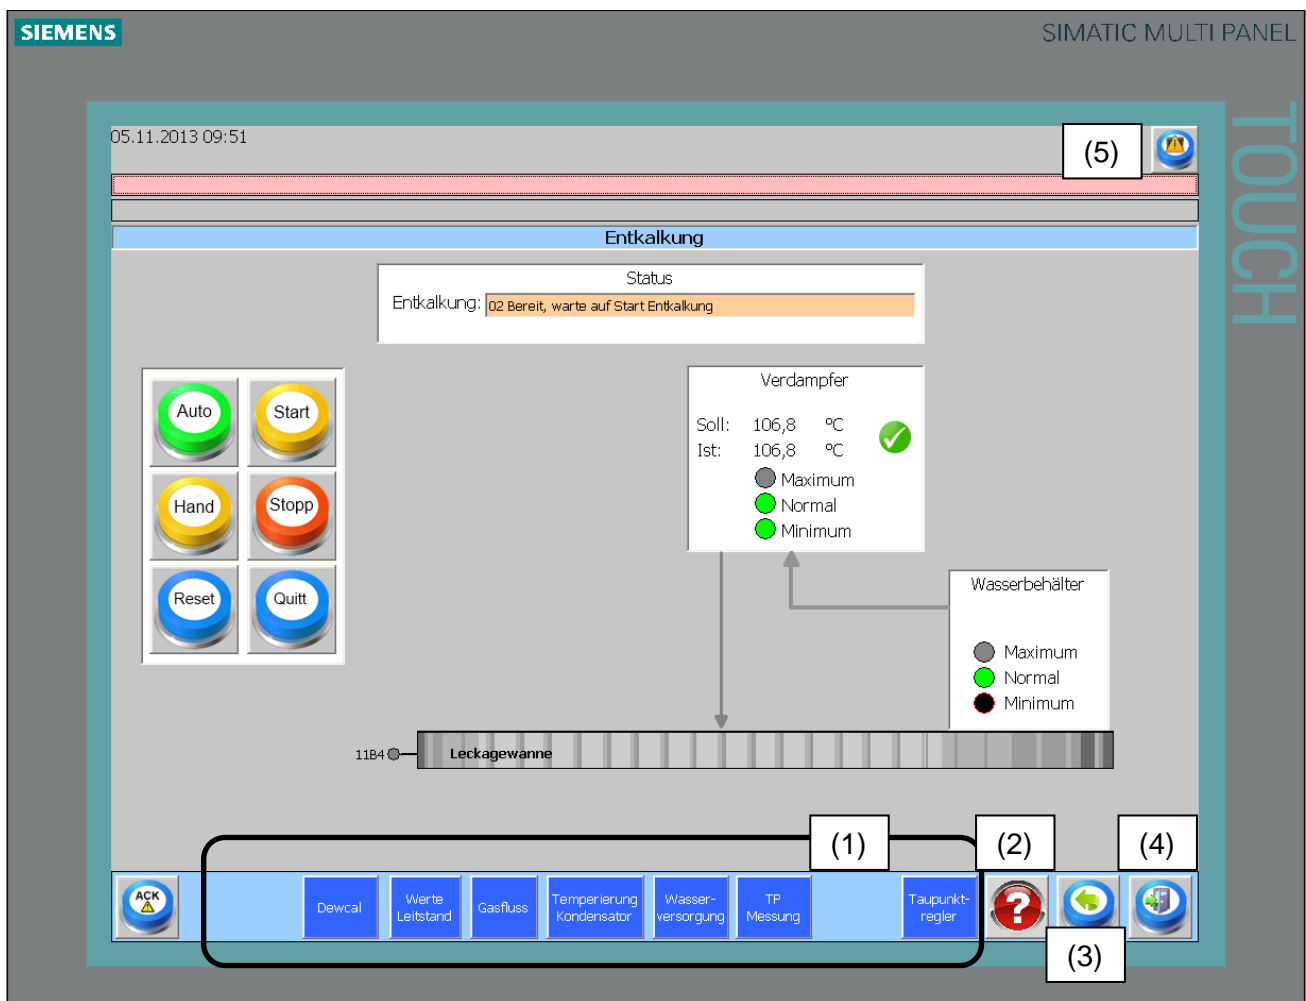 SIEMENS
SIMATIC MULTI PANEL
TOUCH
05.11.2013 09:51
(5)
Entkalkung
Status
Entkalkung: 02 Bereit, warte auf Start Entkalkung
Auto
Start
Hand
Stopp
Reset
Quitt
Verdampfer
Soll: 106,8 °C
Ist: 106,8 °C
Maximum
Normal
Minimum
Wasserbehälter
Maximum
Normal
Minimum
11B4
Leckagewanne
(1)
(2)
(4)
ACK
Dewcal
Werte
Leitstand
Gasfluss
Temperierung
Kondensator
Wasser-
versorgung
TP
Messung
Taupunkt-
regler
?
(3)